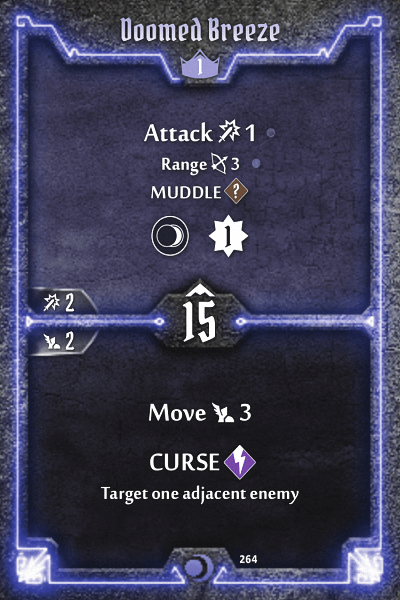 Doomed Breeze
1
Attack 1
Range 3
MUDDLE ?
1
2
15
2
Move 3
CURSE
Target one adjacent enemy
264